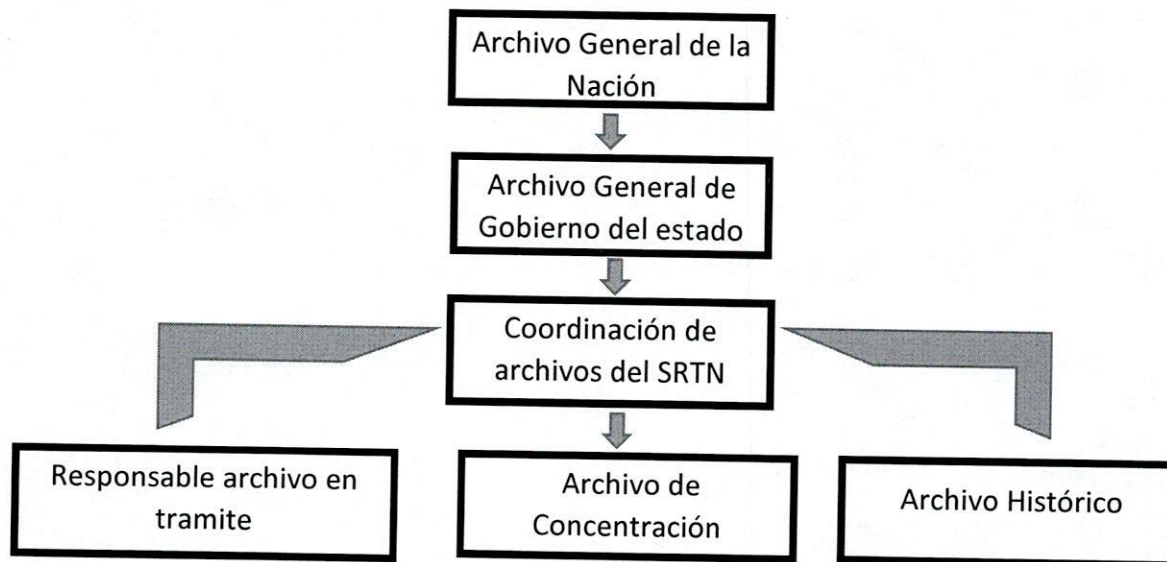 Archivo General de la
Nación
Archivo General de
Gobierno del estado
Coordinación de
archivos del SRTN
Responsable archivo en
tramite
Archivo de
Concentración
Archivo Histórico